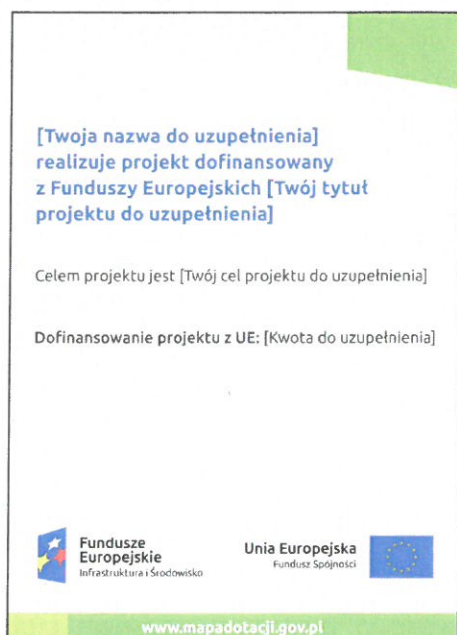 [Twoja nazwa do uzupełnienia]
realizuje projekt dofinansowany
z Funduszy Europejskich [Twój tytuł
projektu do uzupełnienia]
Celem projektu jest [Twój cel projektu do uzupełnienia]
Dofinansowanie projektu z UE: [Kwota do uzupełnienia]
Fundusze
Europejskie
Infrastruktura i Środowisko
Unia Europejska
Fundusz Spójności
www.mapadotacji.gov.pl